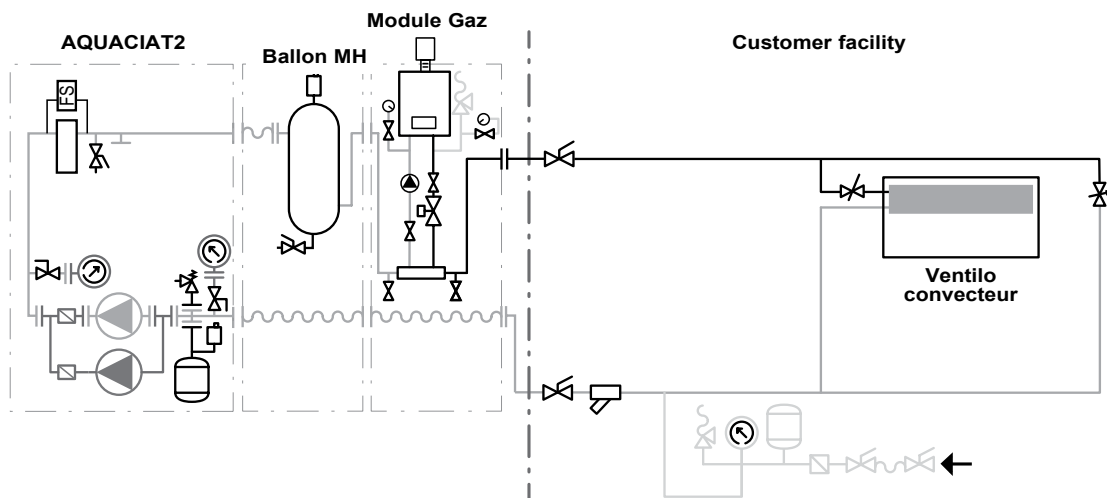 Module Gaz
AQUACIAT2
Ballon MH
Customer facility
FS
Ventilo
convecteur